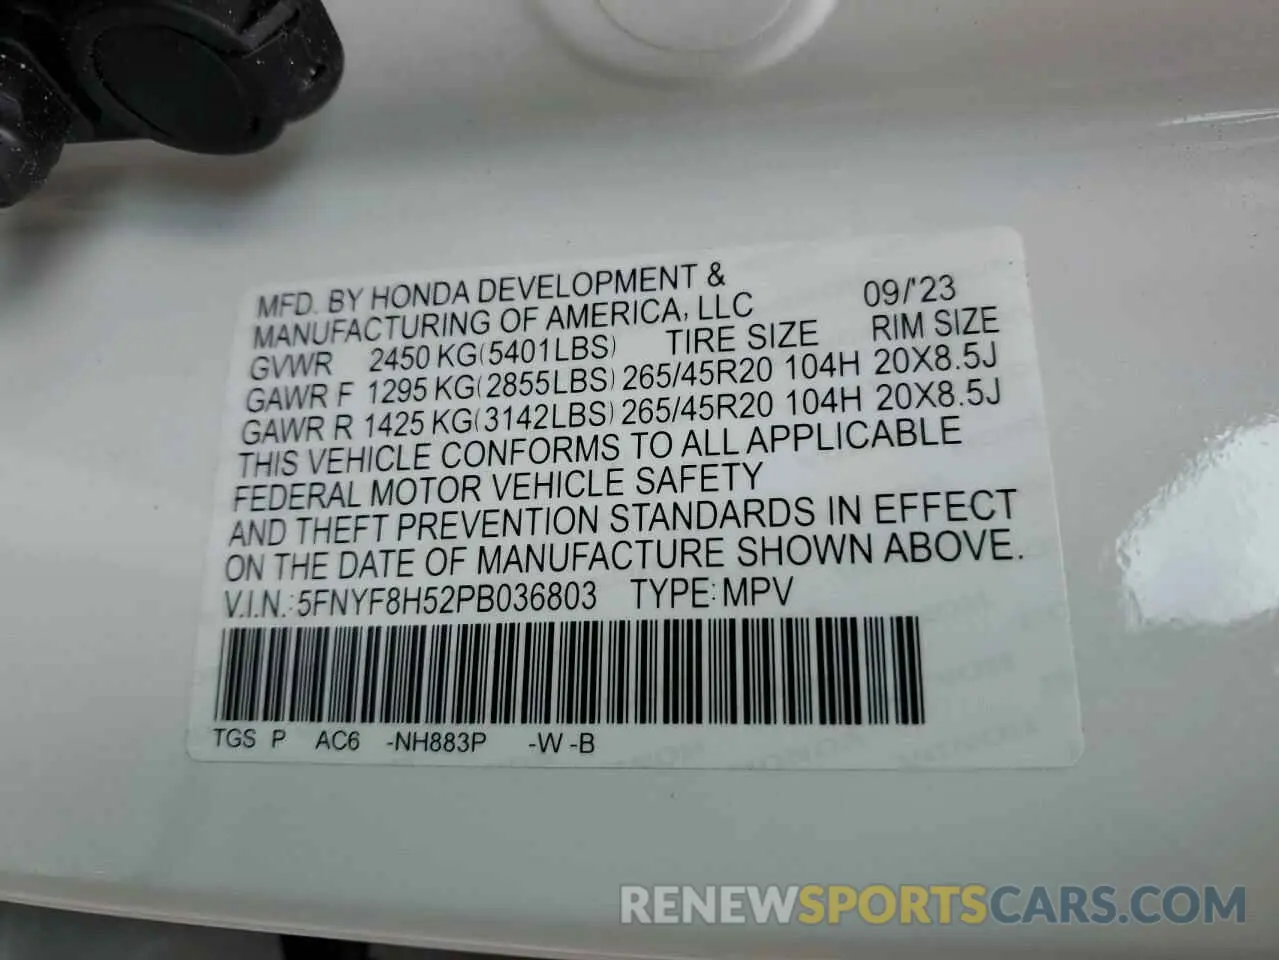 MFD. BY HONDA DEVELOPMENT &
MANUFACTURING OF AMERICA, LLC 09/'23
GVWR 2450 KG(5401LBS) TIRE SIZE RIM SIZE
GAWR F 1295 KG(2855LBS) 265/45R20 104H 20X8.5J
GAWR R 1425 KG(3142LBS) 265/45R20 104H 20X8.5J
THIS VEHICLE CONFORMS TO ALL APPLICABLE
FEDERAL MOTOR VEHICLE SAFETY
AND THEFT PREVENTION STANDARDS IN EFFECT
ON THE DATE OF MANUFACTURE SHOWN ABOVE.
V.I.N.: 5FNYF8H52PB036803 TYPE: MPV
TGS P AC6 -NH883P -W -B
RENEWSPORTSCARS.COM